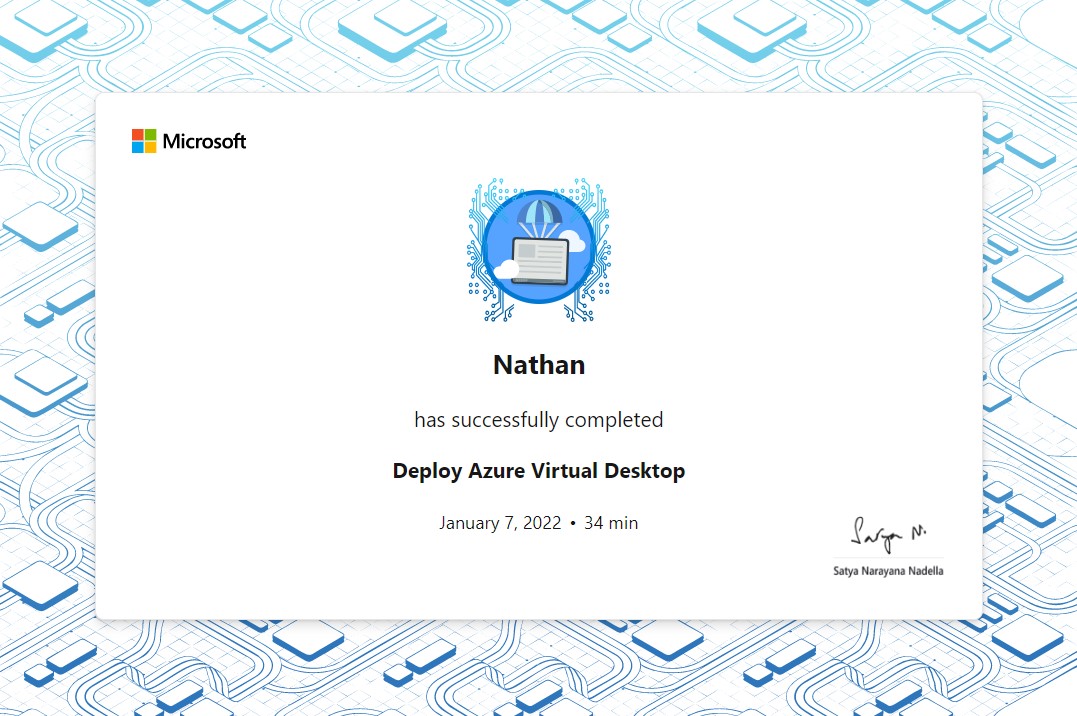 Microsoft
Nathan
has successfully completed
Deploy Azure Virtual Desktop
January 7, 2022 • 34 min
Satya N.
Satya Narayana Nadella